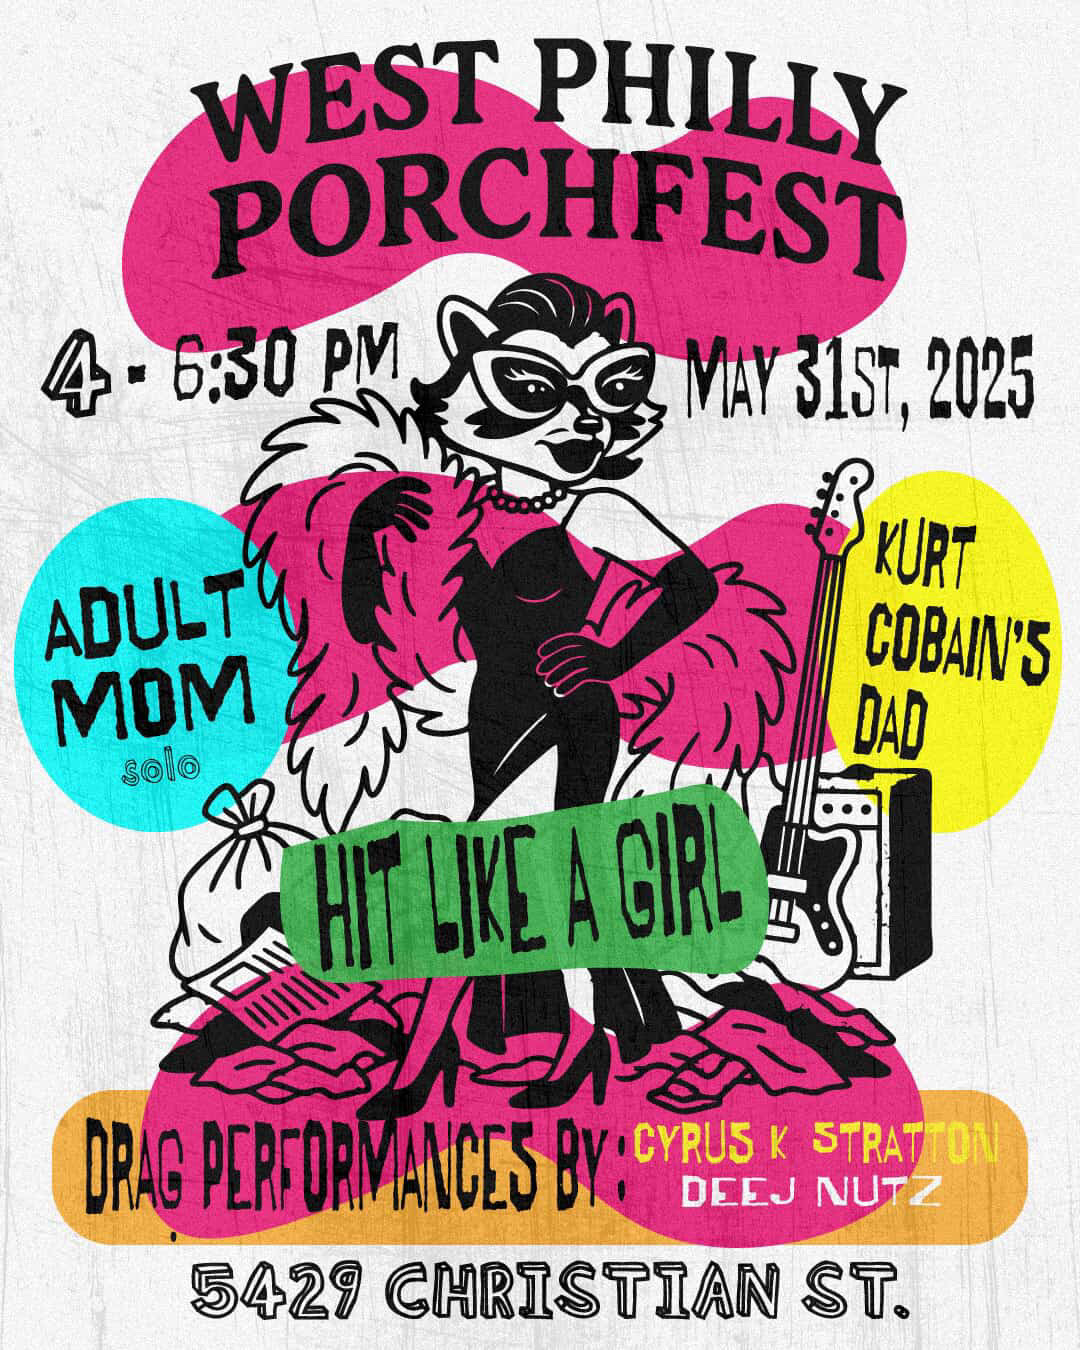 WEST PHILLY
PORCHFEST
4 - 6:30 PM
MAY 31ST, 2025
ADULT
MOM
solo
KURT
COBAIN'S
DAD
HIT LIKE A GIRL
DRAG PERFORMANCES BY:
CYRUS K STRATTON
DEEJ NUTZ
5429 CHRISTIAN ST.